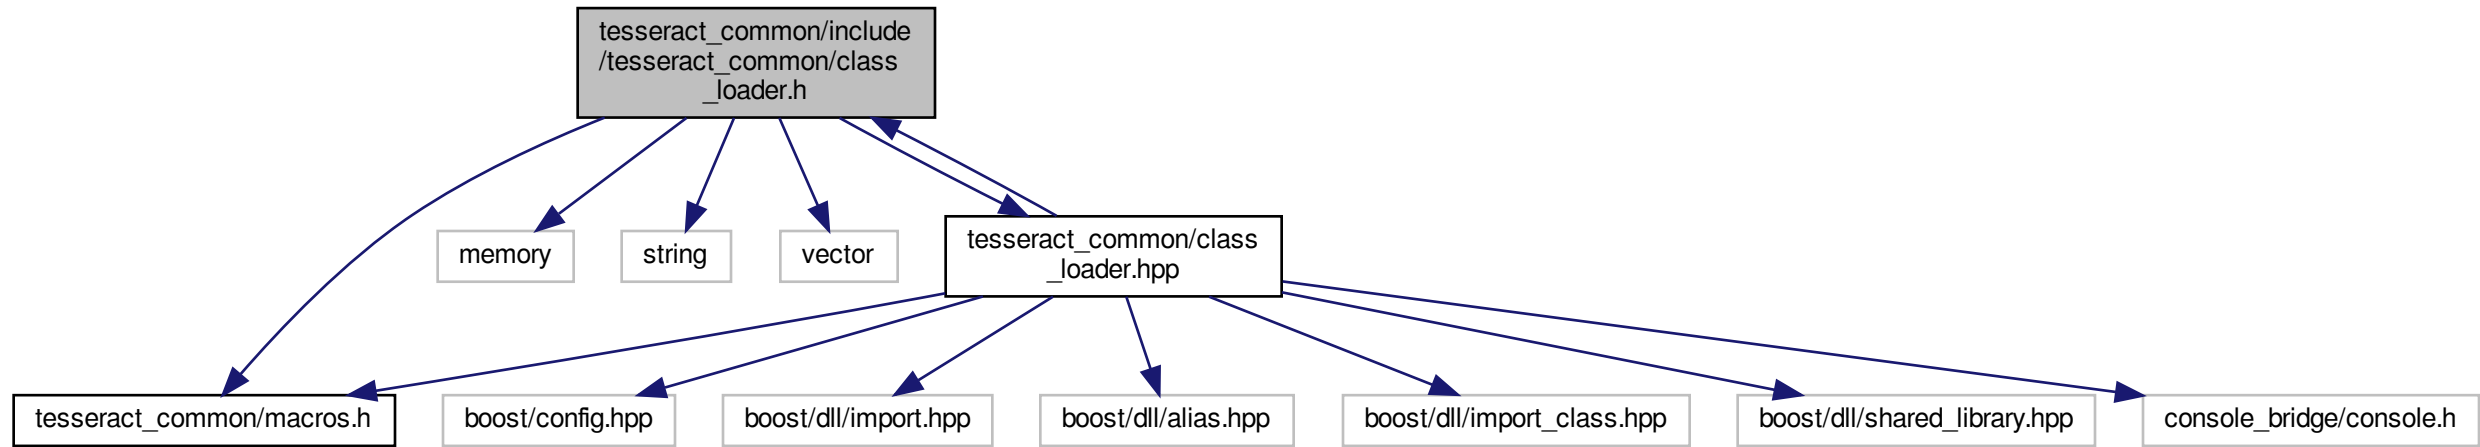 tesseract_common/include
/tesseract_common/class
_loader.h
memory
string
vector
tesseract_common/class
_loader.hpp
tesseract_common/macros.h
boost/config.hpp
boost/dll/import.hpp
boost/dll/alias.hpp
boost/dll/import_class.hpp
boost/dll/shared_library.hpp
console_bridge/console.h